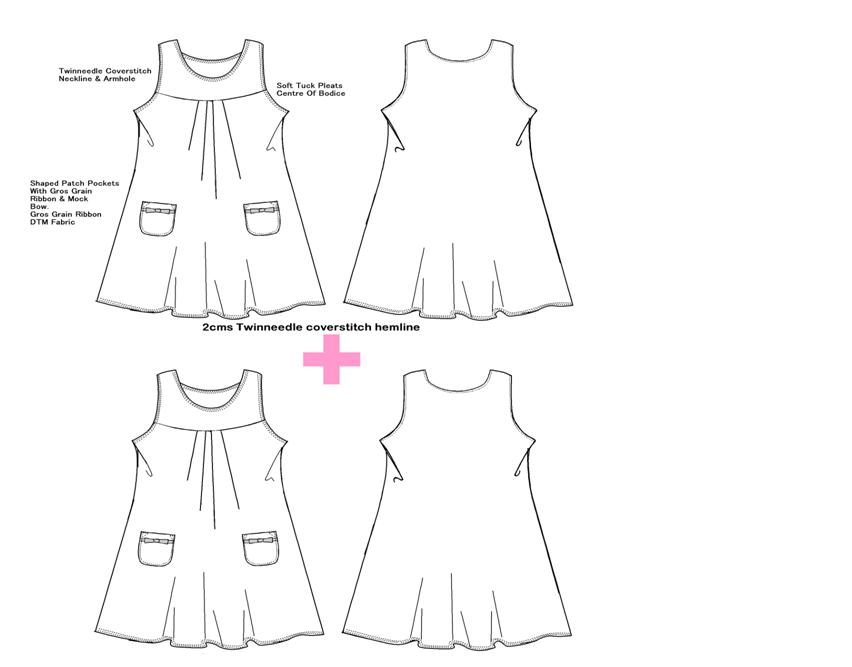 Twinneedle Coverstitch
Neckline & Armhole
Soft Tuck Pleats
Centre Of Bodice
Shaped Patch Pockets
With Gros Grain
Ribbon & Mock
Bow.
Gros Grain Ribbon
DTM Fabric
2cms Twinneedle coverstitch hemline